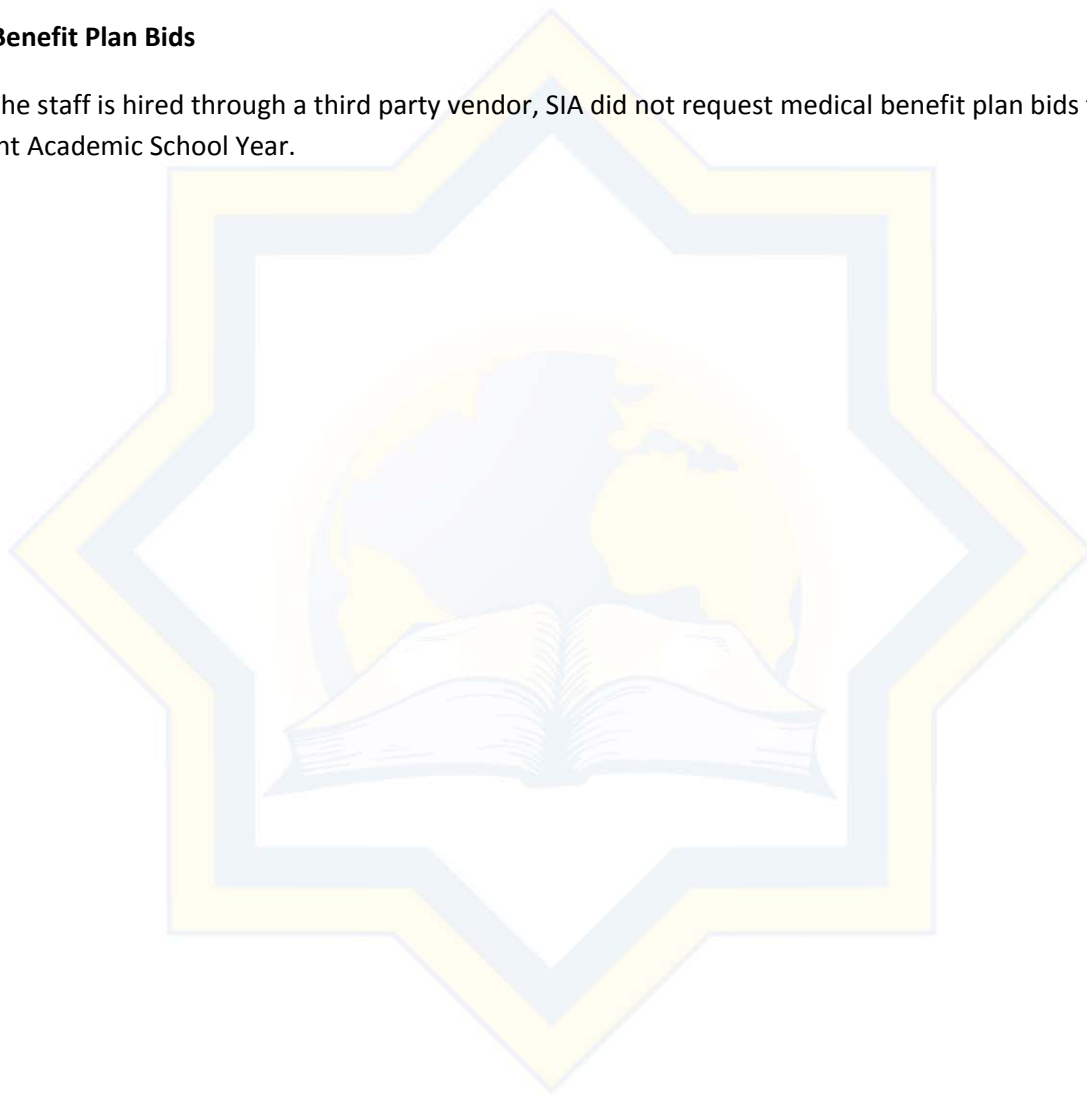 Benefit Plan Bids
he staff is hired through a third party vendor, SIA did not request medical benefit plan bids
nt Academic School Year.